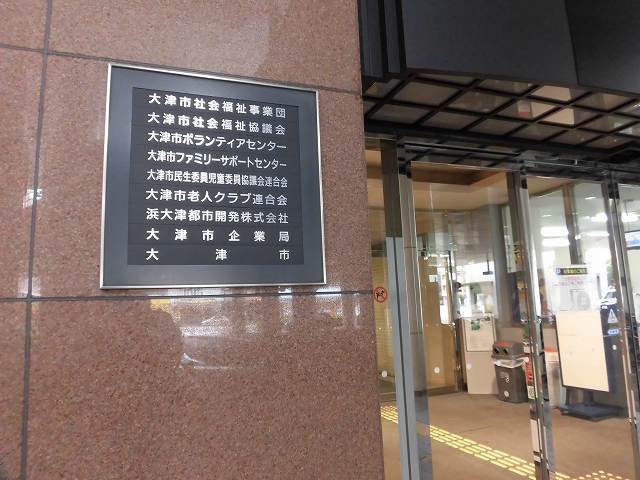 大津市社会福祉事業団
大津市社会福祉協議会
大津市ボランティアセンター
大津市ファミリーサポートセンター
大津市民生委員児童委員協議会連合会
大津市老人クラブ連合会
浜大津都市開発株式会社
大津市企業局
大津市